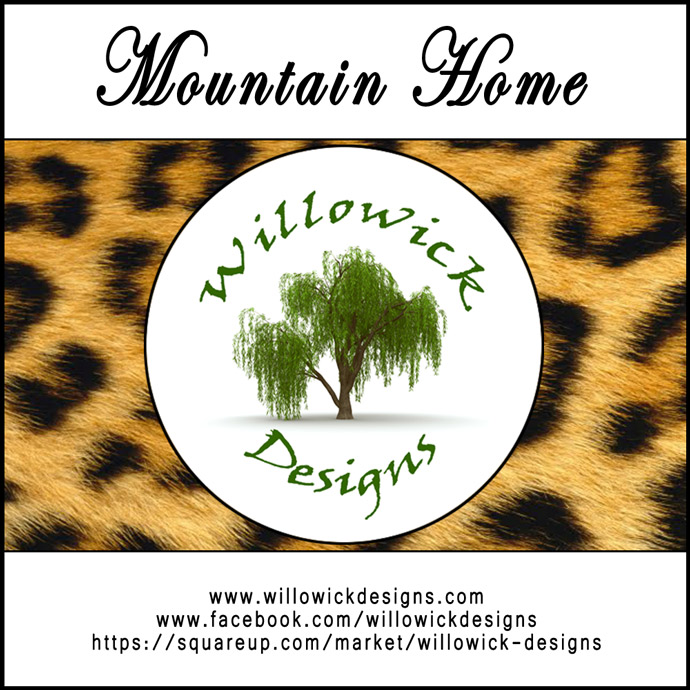 Mountain Home
Willowick
Designs
www.willowickdesigns.com
www.facebook.com/willowickdesigns
https://squareup.com/market/willowick-designs